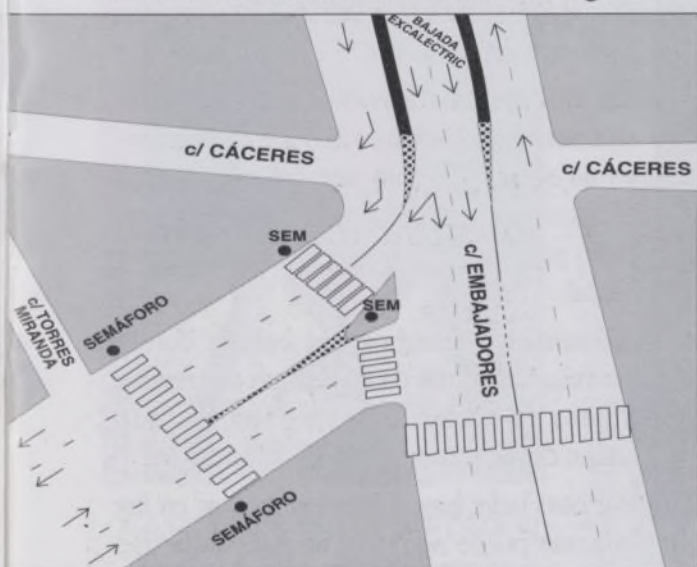 BAJADA
EXCALECTRIC
c/ CÁCERES
c/ CÁCERES
SEM
SEM
c/ EMBAJADORES
SEMÁFORO
c/ TORRES
MIRANDA
SEMÁFORO